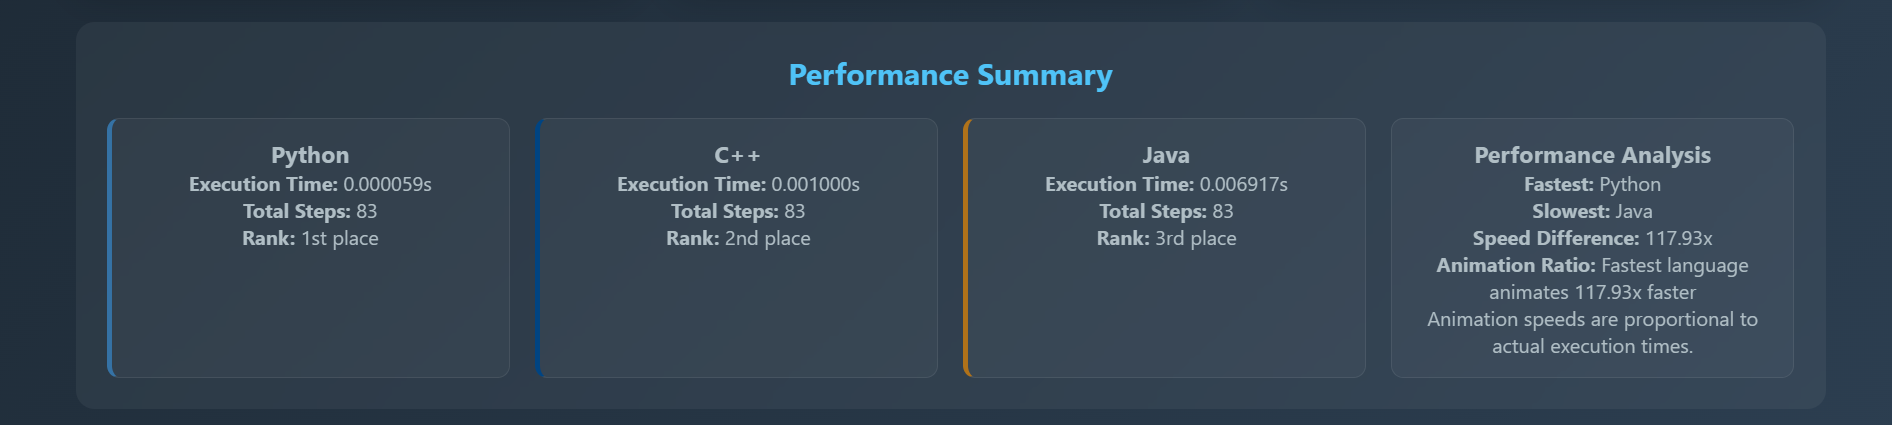 Performance Summary
Python
Execution Time: 0.000059s
Total Steps: 83
Rank: 1st place
C++
Execution Time: 0.001000s
Total Steps: 83
Rank: 2nd place
Java
Execution Time: 0.006917s
Total Steps: 83
Rank: 3rd place
Performance Analysis
Fastest: Python
Slowest: Java
Speed Difference: 117.93x
Animation Ratio: Fastest language
animates 117.93x faster
Animation speeds are proportional to
actual execution times.